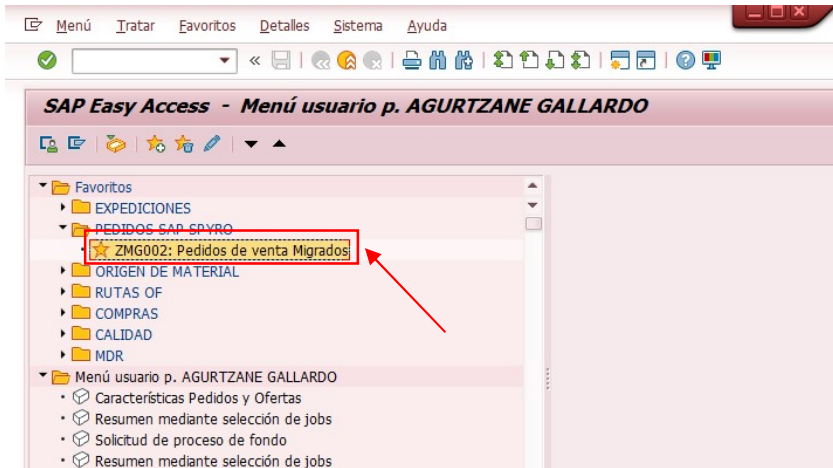 Menú Tratar Favoritos Detalles Sistema Ayuda
SAP Easy Access - Menú usuario p. AGURTZANE GALLARDO
Favoritos
EXPEDICIONES
PEDIDOS SAP SPYRO
ZMG002: Pedidos de venta Migrados
ORIGEN DE MATERIAL
RUTAS OF
COMPRAS
CALIDAD
MDR
Menú usuario p. AGURTZANE GALLARDO
Características Pedidos y Ofertas
Resumen mediante selección de jobs
Solicitud de proceso de fondo
Resumen mediante selección de jobs